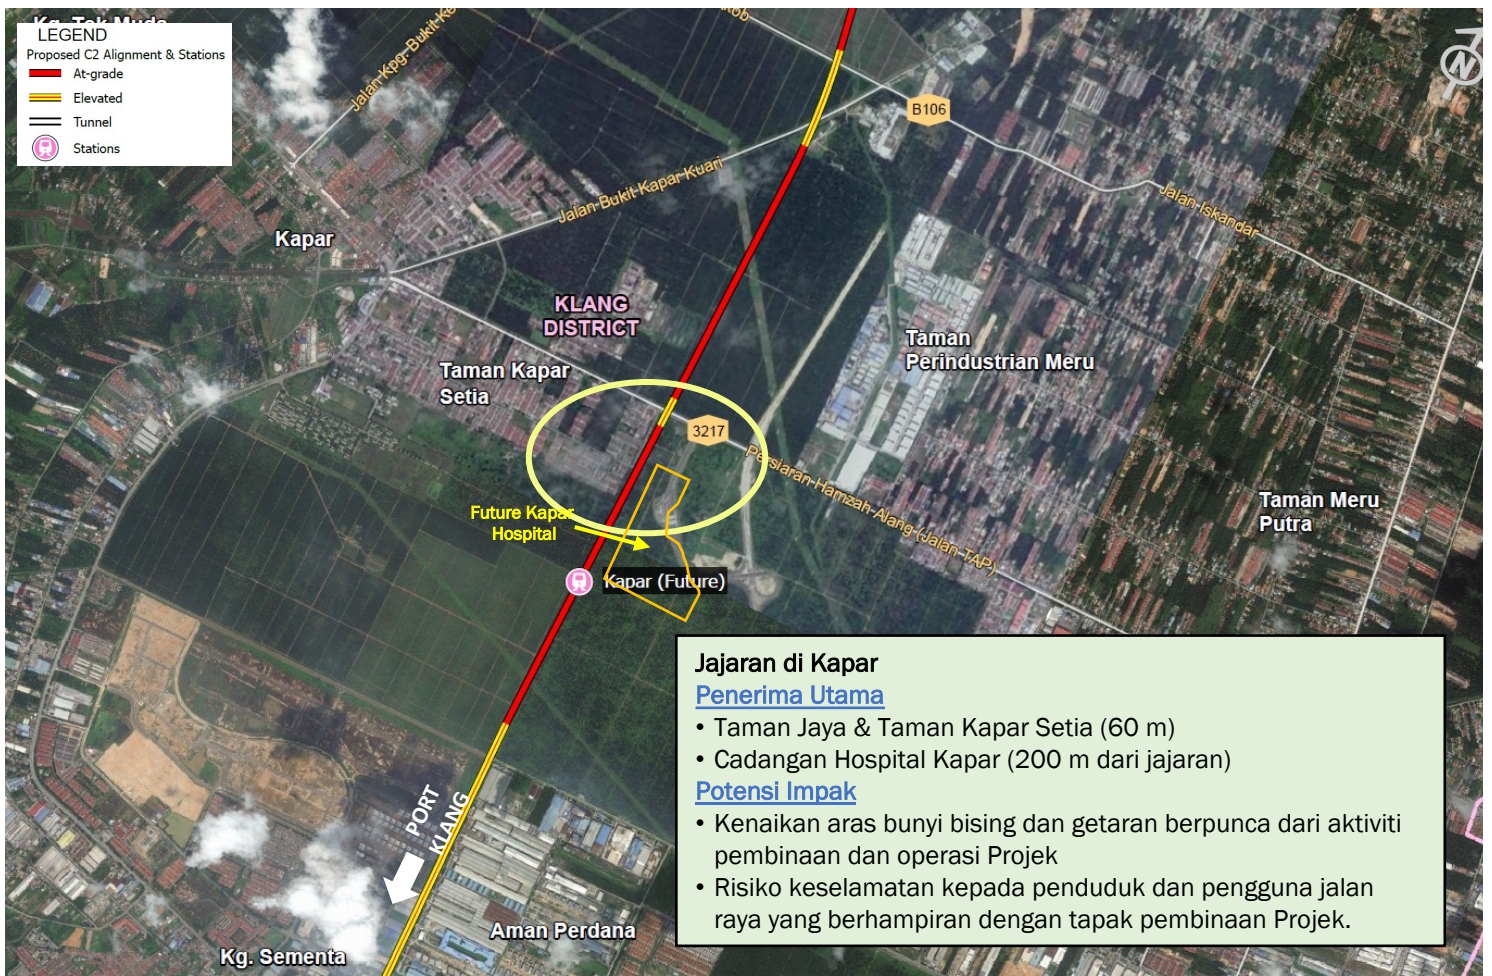 Kg. Tok Muda
LEGEND
Proposed C2 Alignment & Stations
At-grade
Elevated
Tunnel
Stations
N
B106
Jalan Bukit Kapar Kuari
Jalan Iskandar
Kapar
KLANG
DISTRICT
Taman
Perindustrian Meru
Taman Kapar
Setia
3217
Persiaran Hamzah Alang (Jalan TAP)
Taman Meru
Putra
Future Kapar
Hospital
Kapar (Future)
Jajaran di Kapar
Penerima Utama
• Taman Jaya & Taman Kapar Setia (60 m)
• Cadangan Hospital Kapar (200 m dari jajaran)
Potensi Impak
• Kenaikan aras bunyi bising dan getaran berpunca dari aktiviti
pembinaan dan operasi Projek
• Risiko keselamatan kepada penduduk dan pengguna jalan
raya yang berhampiran dengan tapak pembinaan Projek.
PORT
KLANG
Aman Perdana
Kg. Sementa